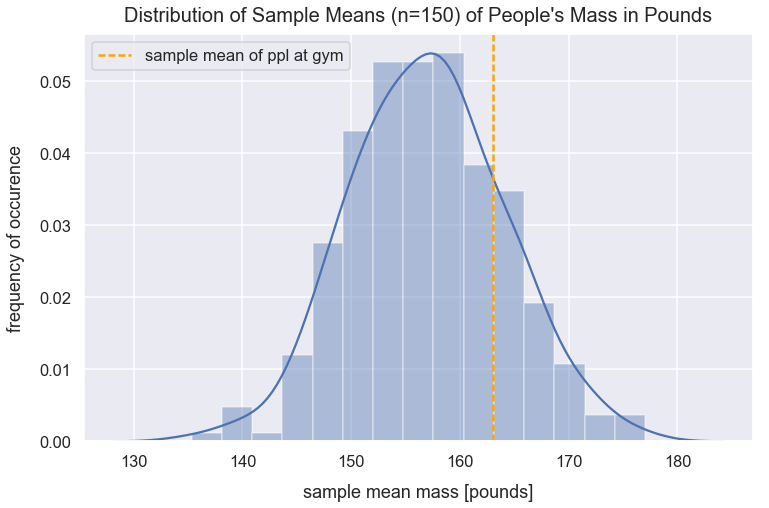 Distribution of Sample Means (n=150) of People's Mass in Pounds
sample mean of ppl at gym
frequency of occurence
0.05
0.04
0.03
0.02
0.01
0.00
130 140 150 160 170 180
sample mean mass [pounds]